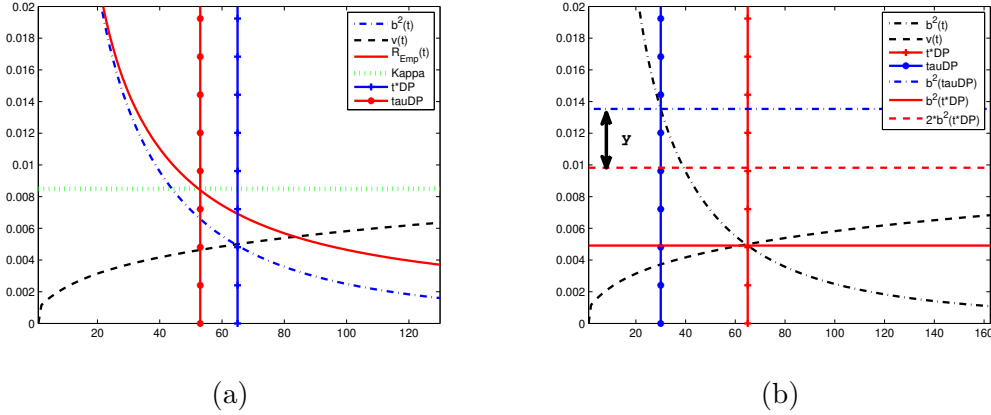 0.02
0.018
0.016
0.014
0.012
0.01
0.008
0.006
0.004
0.002
0
20
40
60
80
100
120
b²(t)
v(t)
R_Emp(t)
Kappa
t*DP
tauDP
(a)
0.02
0.018
0.016
0.014
0.012
0.01
0.008
0.006
0.004
0.002
0
20
40
60
80
100
120
140
160
b²(t)
v(t)
t*DP
tauDP
b²(tauDP)
b²(t*DP)
2*b²(t*DP)
y
(b)